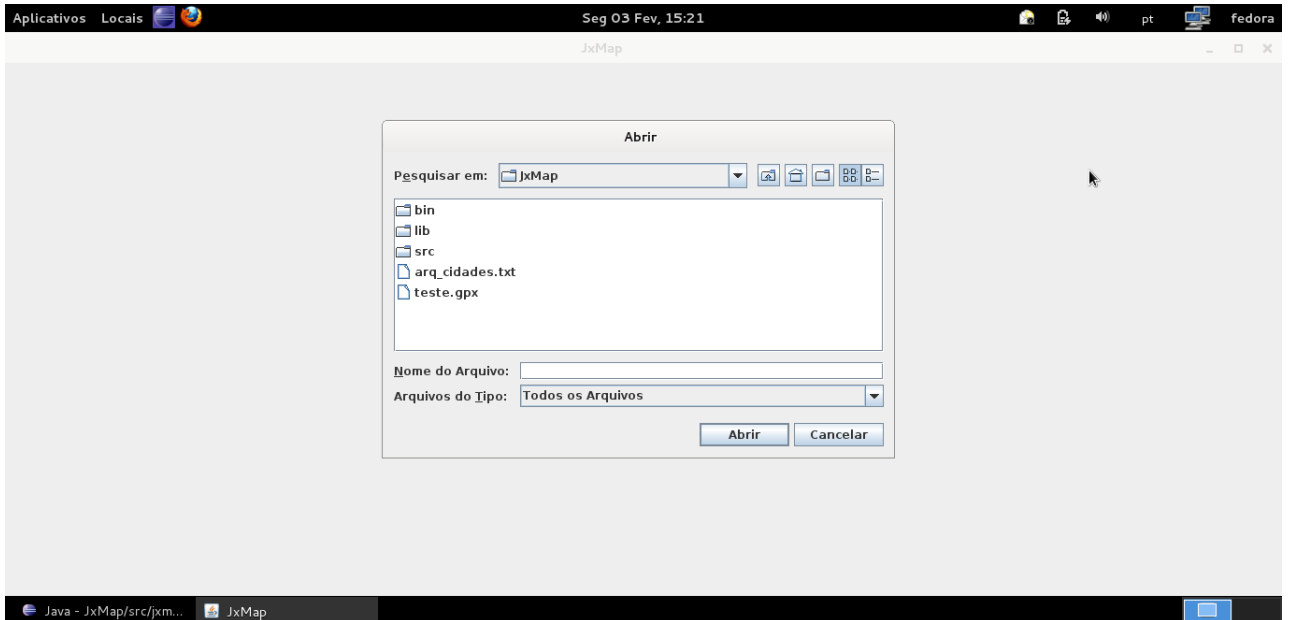 Aplicativos Locais Seg 03 Fev, 15:21 pt fedora
JxMap
Abrir
Pesquisar em: JxMap
bin
lib
src
arq_cidades.txt
teste.gpx
Nome do Arquivo:
Arquivos do Tipo: Todos os Arquivos
Abrir Cancelar
Java - JxMap/src/jxm... JxMap